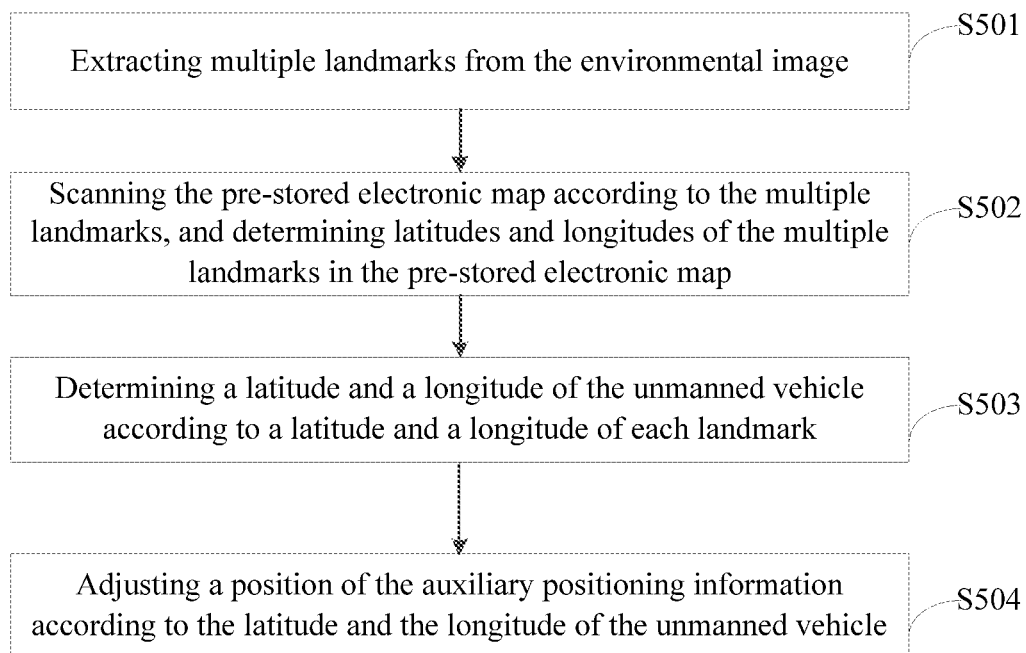 Extracting multiple landmarks from the environmental image
S501
Scanning the pre-stored electronic map according to the multiple
landmarks, and determining latitudes and longitudes of the multiple
landmarks in the pre-stored electronic map
S502
Determining a latitude and a longitude of the unmanned vehicle
according to a latitude and a longitude of each landmark
S503
Adjusting a position of the auxiliary positioning information
according to the latitude and the longitude of the unmanned vehicle
S504